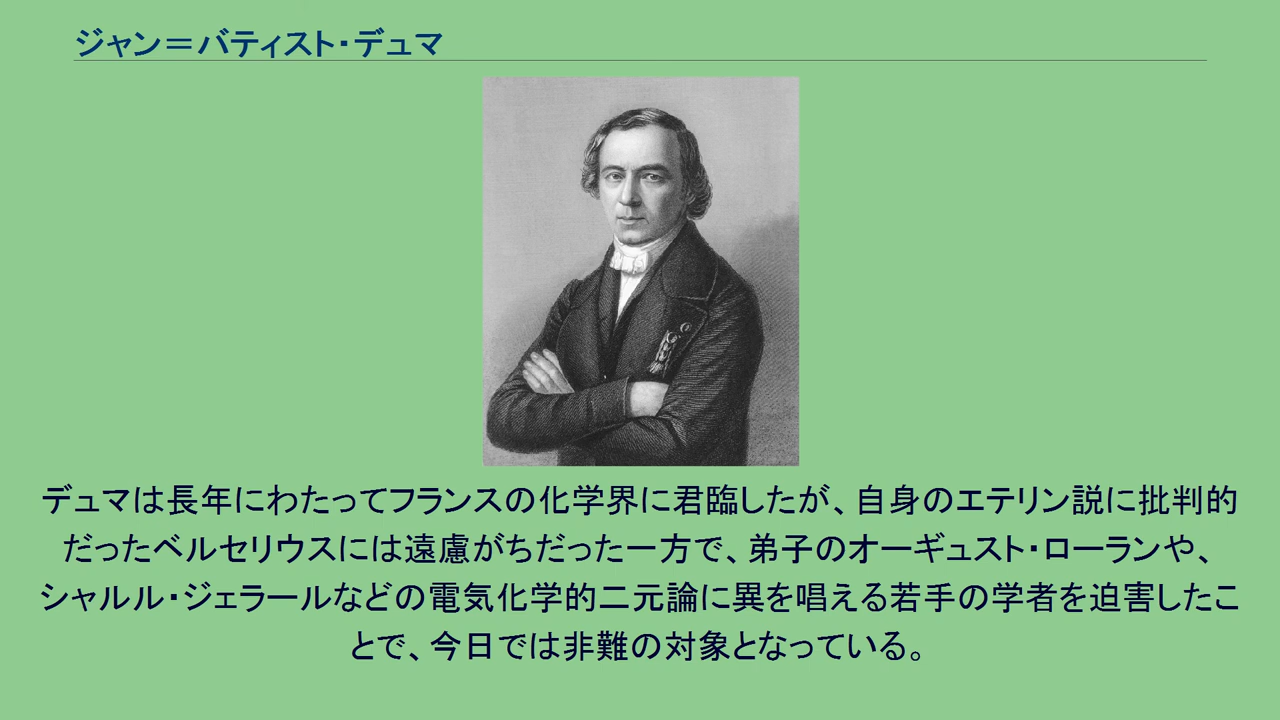 ジャン＝バティスト・デュマ
デュマは長年にわたってフランスの化学界に君臨したが、自身のエテリン説に批判的
だったベルセリウスには遠慮がちだった一方で、弟子のオーギュスト・ローランや、
シャルル・ジェラールなどの電気化学的二元論に異を唱える若手の学者を迫害したこ
とで、今日では非難の対象となっている。